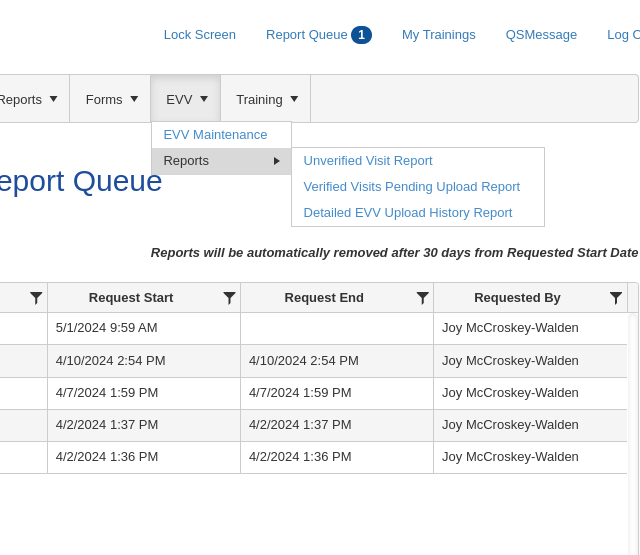 Lock Screen Report Queue 1 My Trainings QSMessage Log O
Reports Forms EVV Training
EVV Maintenance
Reports Unverified Visit Report
eport Queue Verified Visits Pending Upload Report
Detailed EVV Upload History Report
Reports will be automatically removed after 30 days from Requested Start Date
Request Start Request End Requested By
5/1/2024 9:59 AM Joy McCroskey-Walden
4/10/2024 2:54 PM 4/10/2024 2:54 PM Joy McCroskey-Walden
4/7/2024 1:59 PM 4/7/2024 1:59 PM Joy McCroskey-Walden
4/2/2024 1:37 PM 4/2/2024 1:37 PM Joy McCroskey-Walden
4/2/2024 1:36 PM 4/2/2024 1:36 PM Joy McCroskey-Walden